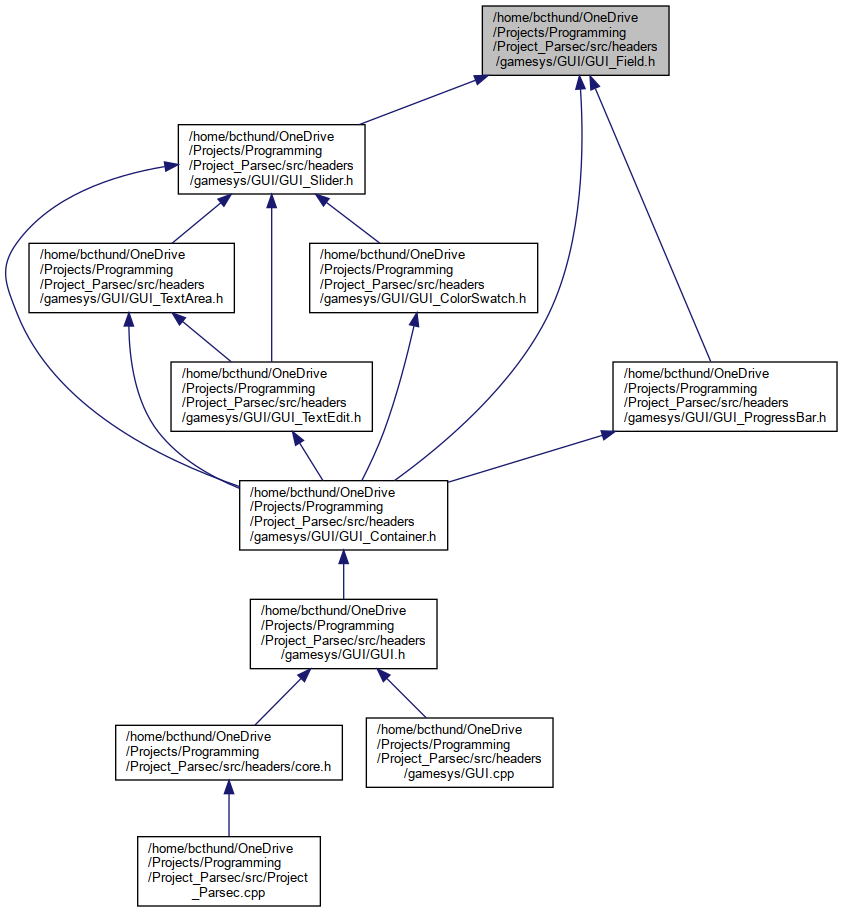 /home/bcthund/OneDrive
/Projects/Programming
/Project_Parsec/src/headers
/gamesys/GUI/GUI_Field.h
/home/bcthund/OneDrive
/Projects/Programming
/Project_Parsec/src/headers
/gamesys/GUI/GUI_Slider.h
/home/bcthund/OneDrive
/Projects/Programming
/Project_Parsec/src/headers
/gamesys/GUI/GUI_TextArea.h
/home/bcthund/OneDrive
/Projects/Programming
/Project_Parsec/src/headers
/gamesys/GUI/GUI_ColorSwatch.h
/home/bcthund/OneDrive
/Projects/Programming
/Project_Parsec/src/headers
/gamesys/GUI/GUI_TextEdit.h
/home/bcthund/OneDrive
/Projects/Programming
/Project_Parsec/src/headers
/gamesys/GUI/GUI_ProgressBar.h
/home/bcthund/OneDrive
/Projects/Programming
/Project_Parsec/src/headers
/gamesys/GUI/GUI_Container.h
/home/bcthund/OneDrive
/Projects/Programming
/Project_Parsec/src/headers
/gamesys/GUI/GUI.h
/home/bcthund/OneDrive
/Projects/Programming
/Project_Parsec/src/headers/core.h
/home/bcthund/OneDrive
/Projects/Programming
/Project_Parsec/src/headers
/gamesys/GUI.cpp
/home/bcthund/OneDrive
/Projects/Programming
/Project_Parsec/src/Project
_Parsec.cpp